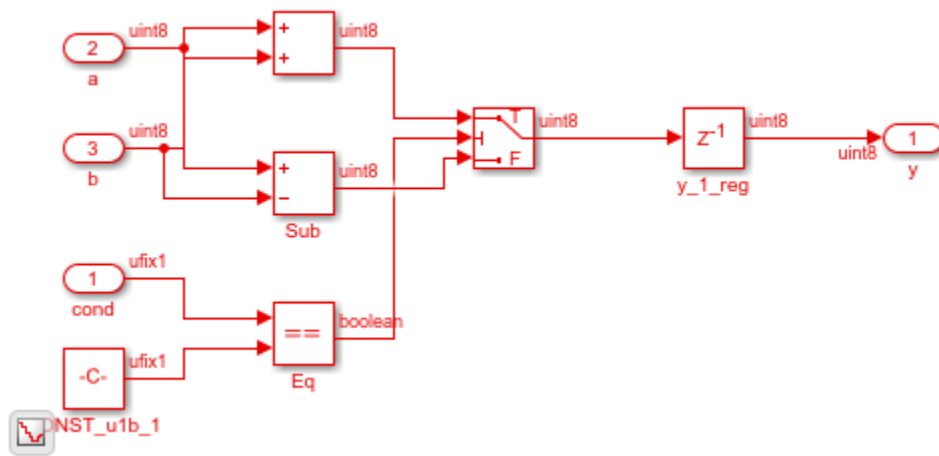 uint8
+
+
uint8
2
a
T
uint8
F
Z-1
uint8
uint8
1
y
y_1_reg
uint8
3
b
+
−
uint8
Sub
ufix1
1
cond
==
boolean
Eq
ufix1
-C-
ONST_u1b_1